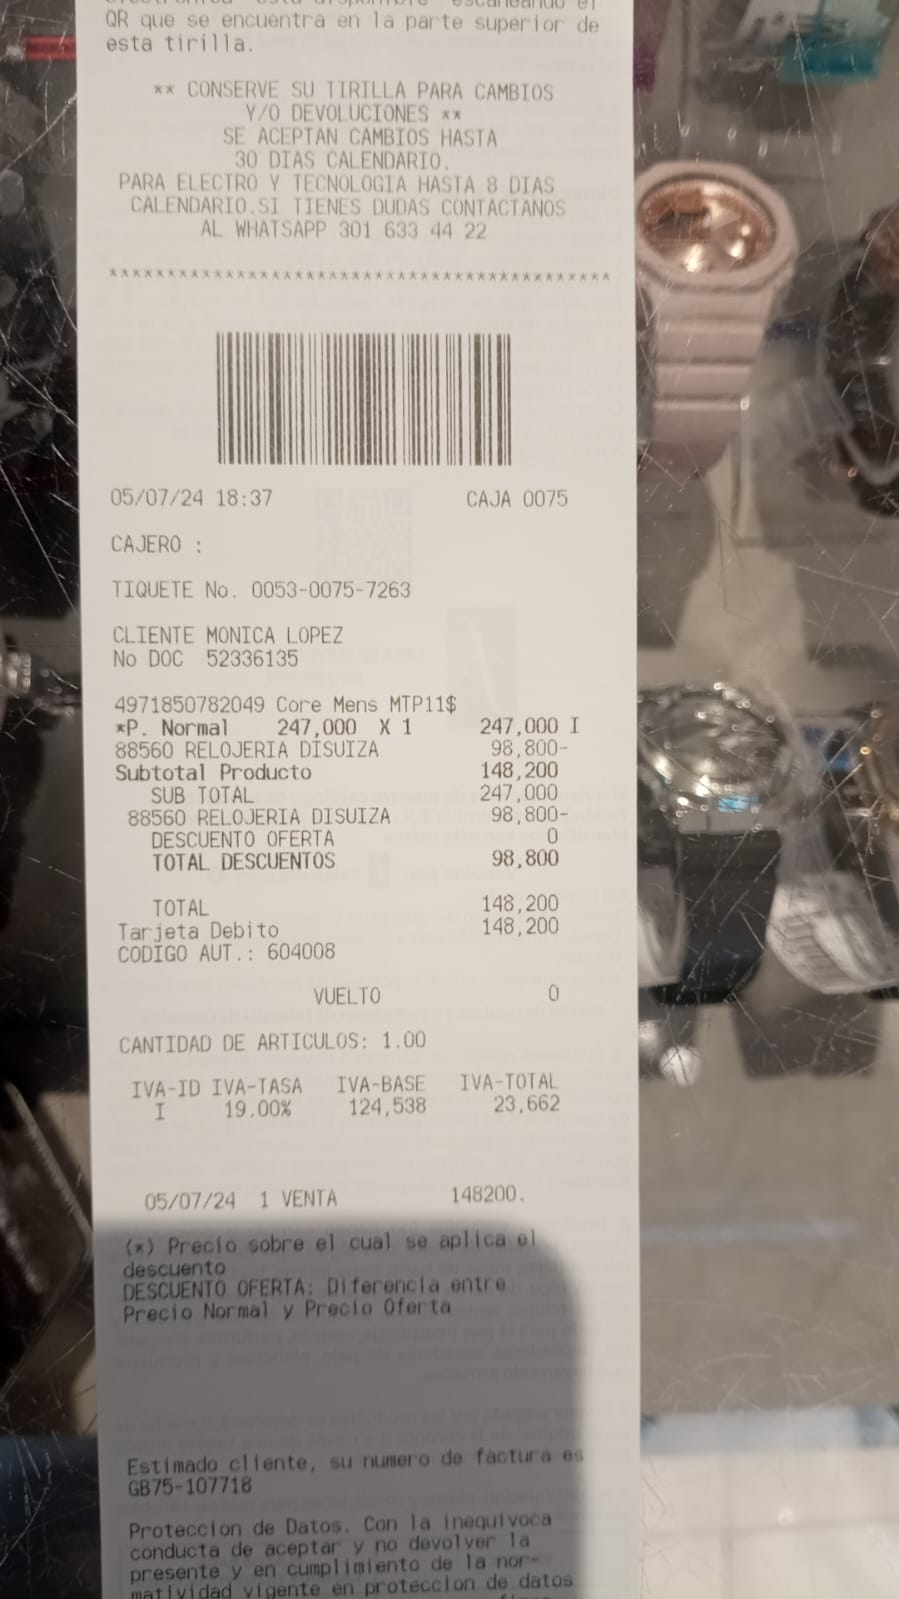 QR que se encuentra en la parte superior de
esta tirilla.
** CONSERVE SU TIRILLA PARA CAMBIOS
Y/O DEVOLUCIONES **
SE ACEPTAN CAMBIOS HASTA
30 DIAS CALENDARIO.
PARA ELECTRO Y TECNOLOGIA HASTA 8 DIAS
CALENDARIO.SI TIENES DUDAS CONTACTANOS
AL WHATSAPP 301 633 44 22
*******************************************
05/07/24 18:37 CAJA 0075
CAJERO :
TIQUETE No. 0053-0075-7263
CLIENTE MONICA LOPEZ
No DOC 52336135
4971850782049 Core Mens MTP11$
*P. Normal 247,000 X 1 247,000 I
88560 RELOJERIA DISUIZA 98,800-
Subtotal Producto 148,200
SUB TOTAL 247,000
88560 RELOJERIA DISUIZA 98,800-
DESCUENTO OFERTA 0
TOTAL DESCUENTOS 98,800
TOTAL 148,200
Tarjeta Debito 148,200
CODIGO AUT.: 604008
VUELTO 0
CANTIDAD DE ARTICULOS: 1.00
IVA-ID IVA-TASA IVA-BASE IVA-TOTAL
I 19.00% 124,538 23,662
05/07/24 1 VENTA 148200.
(*) Precio sobre el cual se aplica el
descuento
DESCUENTO OFERTA: Diferencia entre
Precio Normal y Precio Oferta
Estimado cliente, su numero de factura es
GB75-107718
Proteccion de Datos. Con la inequivoca
conducta de aceptar y no devolver la
presente y en cumplimiento de la nor-
matividad vigente en proteccion de datos